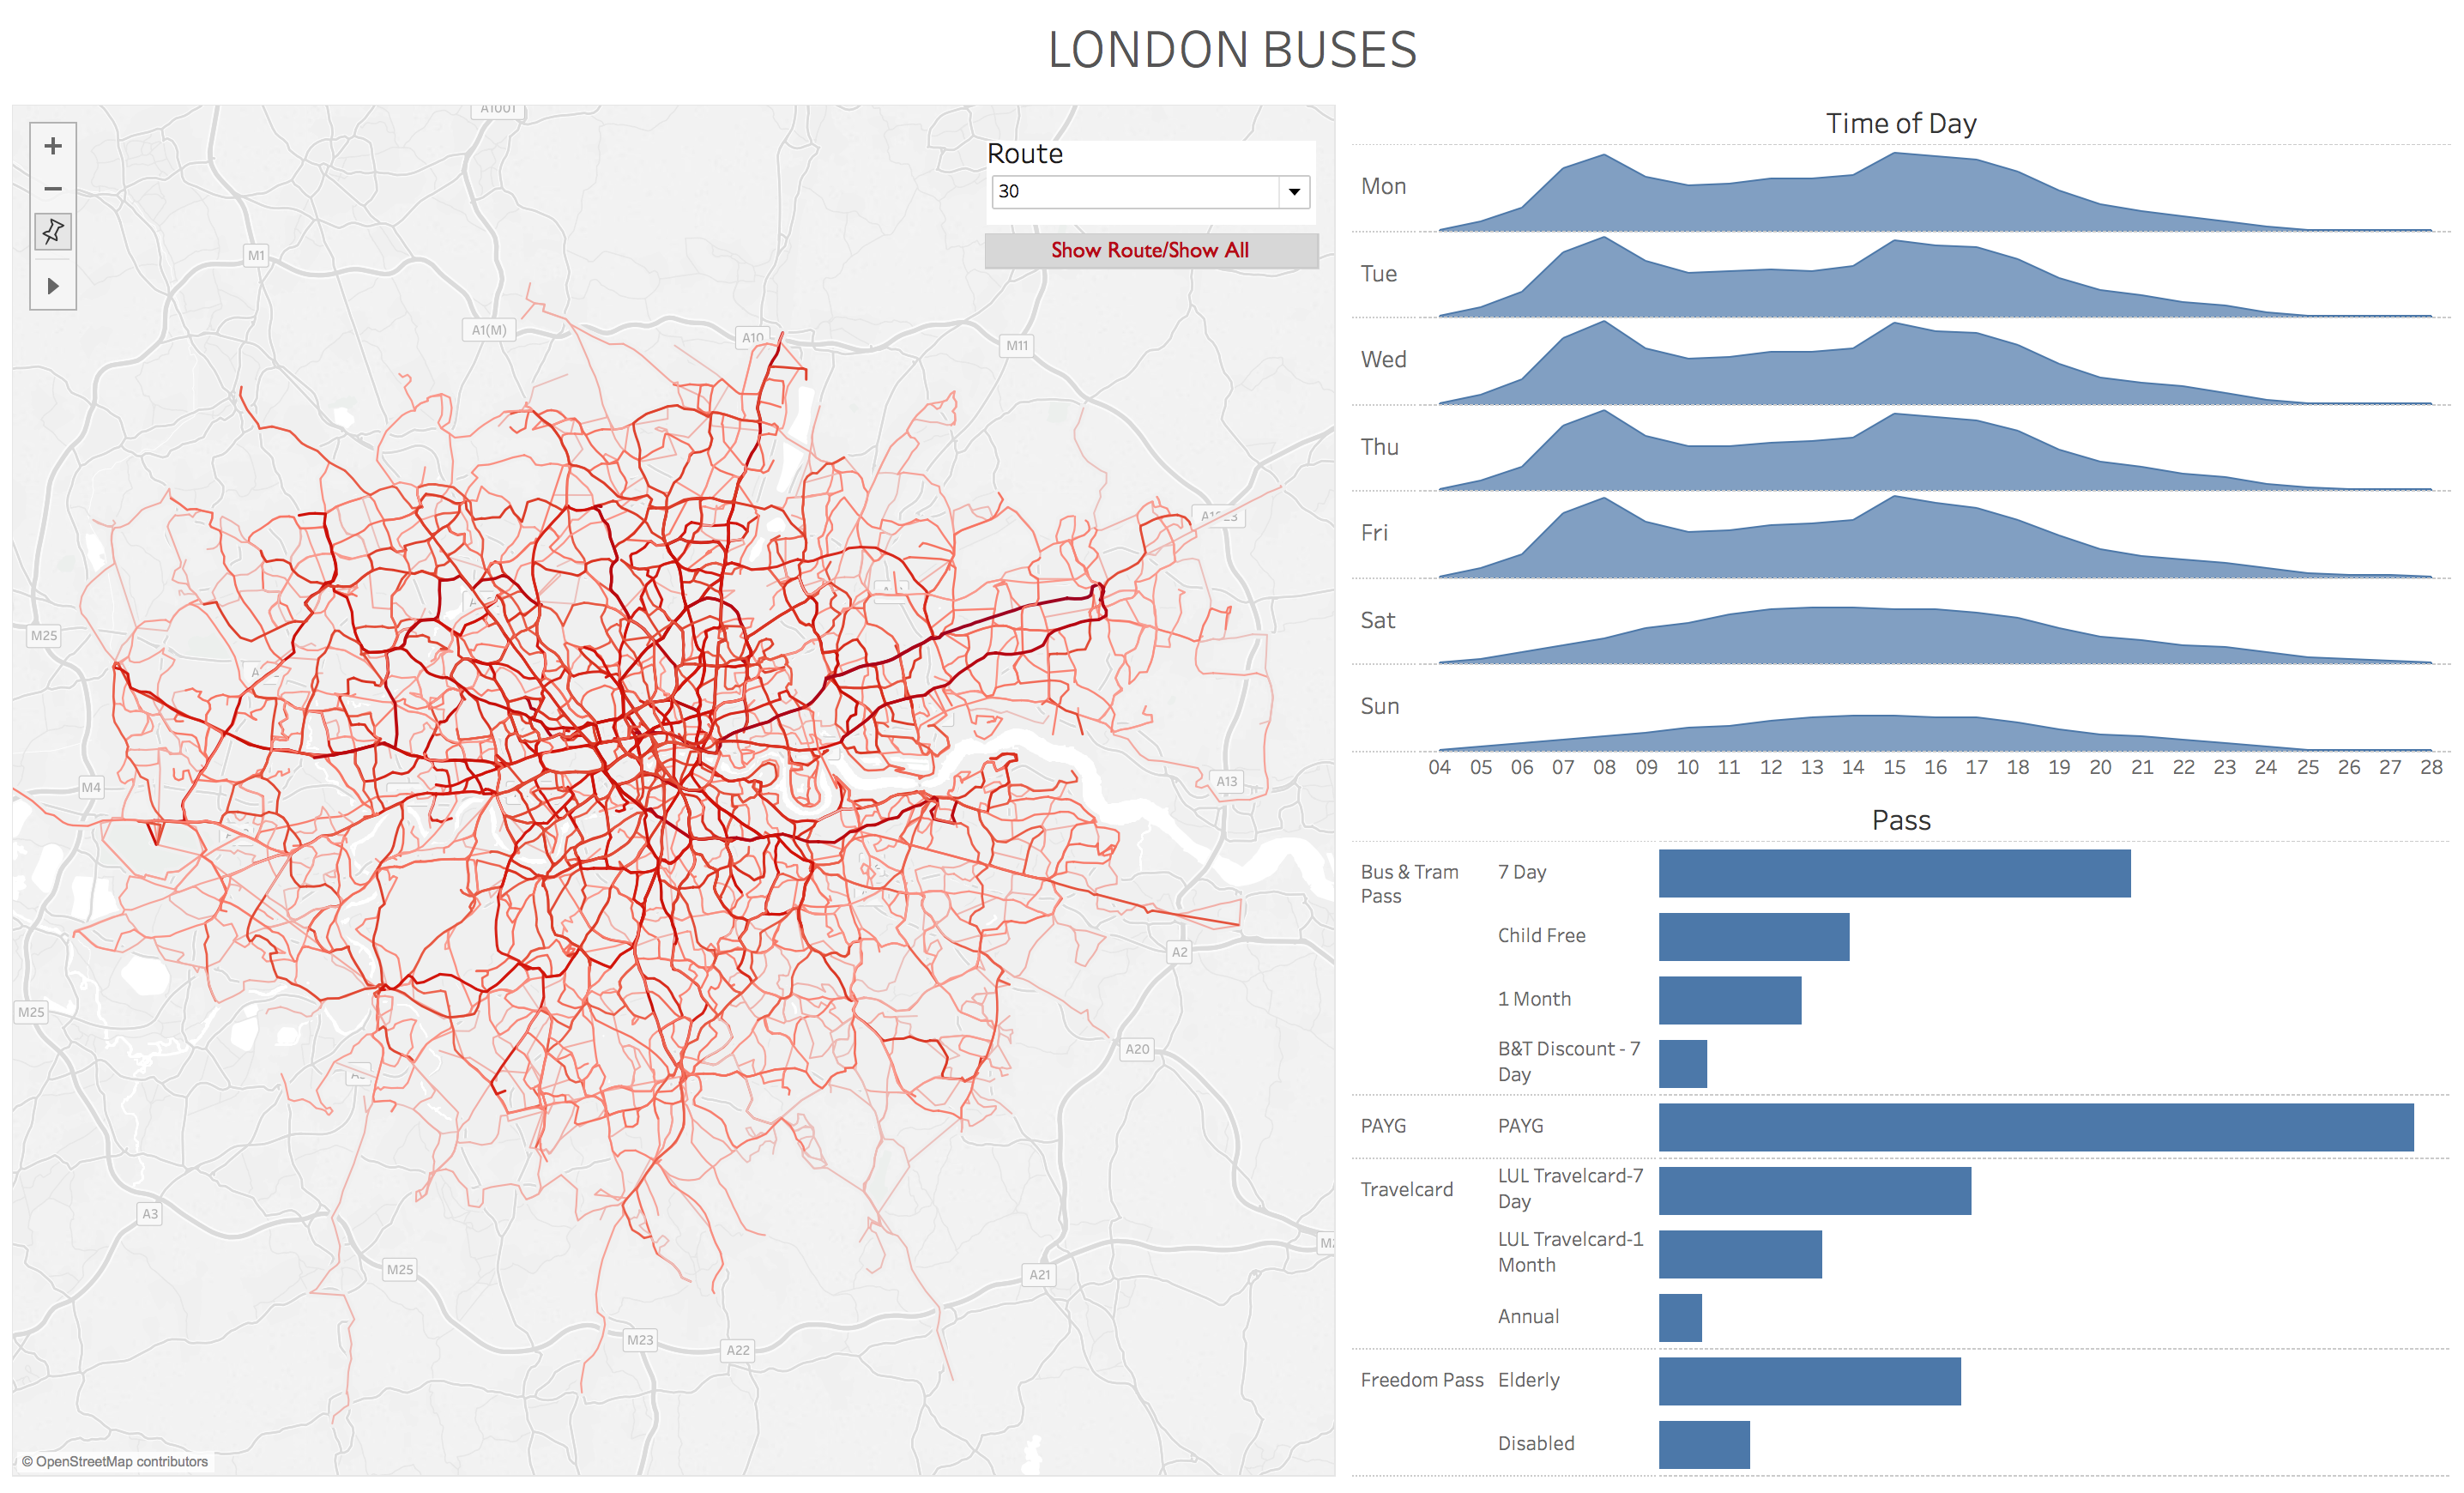 LONDON BUSES
A1001
Route
30
Show Route/Show All
M1
A1(M)
A10
M11
M25
M4
A13
A2
M25
A20
A3
M25
A21
M23
A22
© OpenStreetMap contributors
Time of Day
Mon
Tue
Wed
Thu
Fri
Sat
Sun
04 05 06 07 08 09 10 11 12 13 14 15 16 17 18 19 20 21 22 23 24 25 26 27 28
Pass
Bus & Tram
Pass
7 Day
Child Free
1 Month
B&T Discount - 7
Day
PAYG
PAYG
Travelcard
LUL Travelcard-7
Day
LUL Travelcard-1
Month
Annual
Freedom Pass
Elderly
Disabled